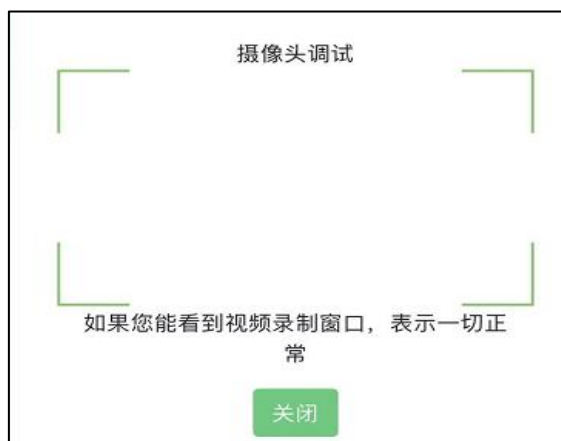 摄像头调试
如果您能看到视频录制窗口，表示一切正
常
关闭